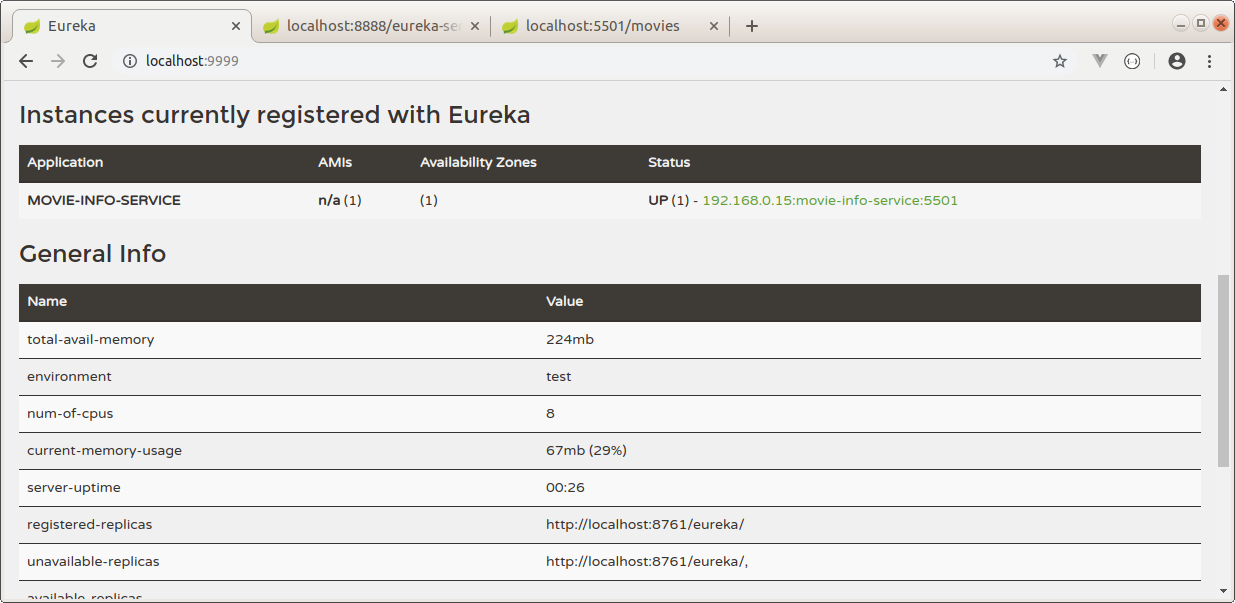 Eureka
localhost:8888/eureka-se
localhost:5501/movies
localhost:9999
Instances currently registered with Eureka
Application AMIs Availability Zones Status
MOVIE-INFO-SERVICE n/a (1) (1) UP (1) - 192.168.0.15:movie-info-service:5501
General Info
Name Value
total-avail-memory 224mb
environment test
num-of-cpus 8
current-memory-usage 67mb (29%)
server-uptime 00:26
registered-replicas http://localhost:8761/eureka/
unavailable-replicas http://localhost:8761/eureka/,
available-replicas